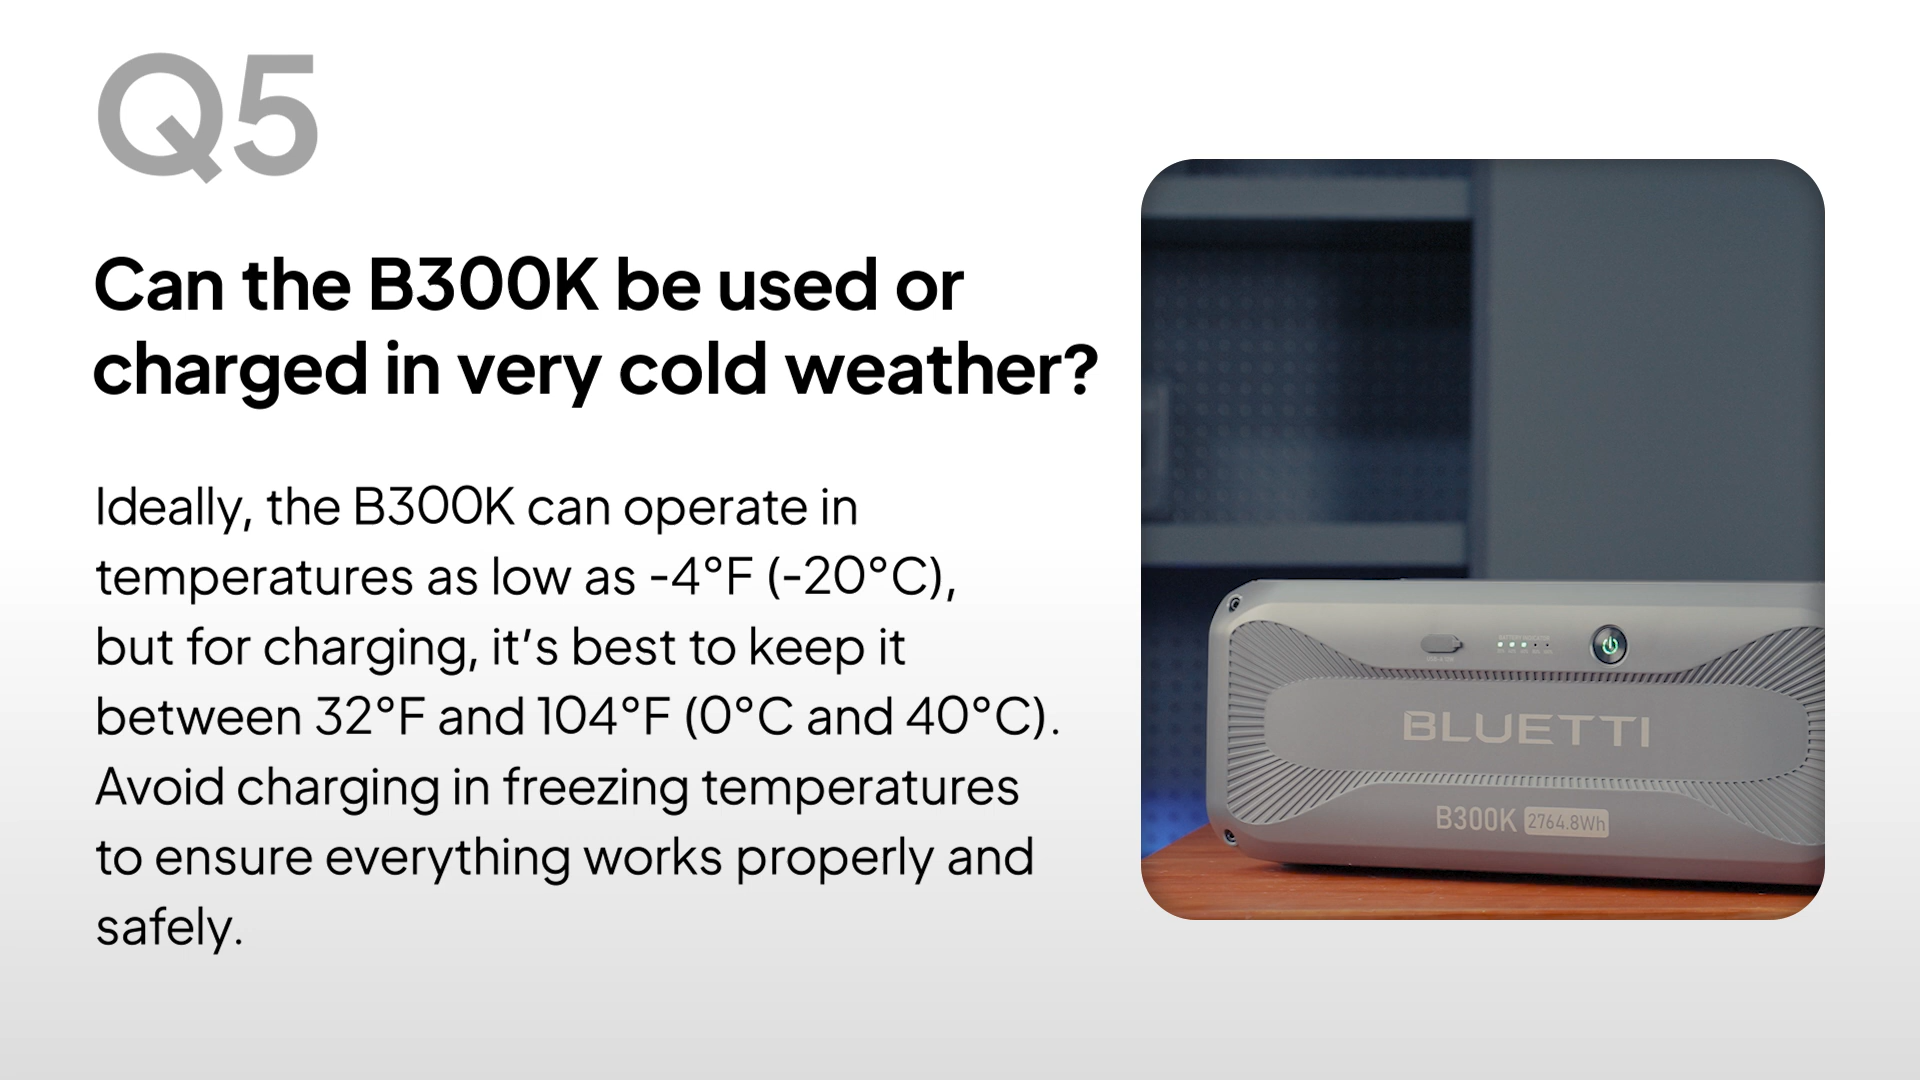 Q5
Can the B300K be used or
charged in very cold weather?
Ideally, the B300K can operate in
temperatures as low as -4°F (-20°C),
but for charging, it’s best to keep it
between 32°F and 104°F (0°C and 40°C).
Avoid charging in freezing temperatures
to ensure everything works properly and
safely.
BLUETTI
B300K 2764.8Wh